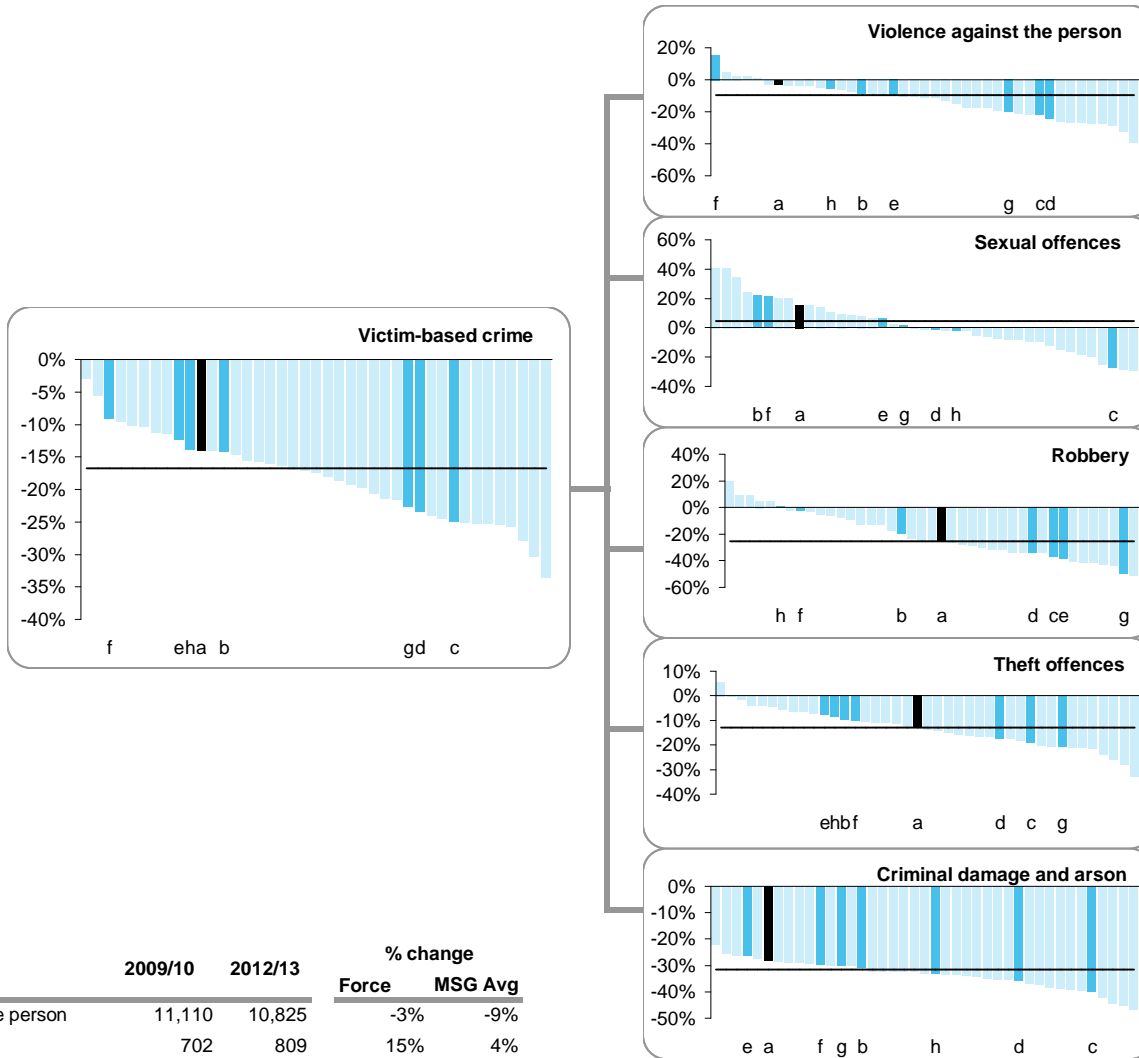 Violence against the person
20%
0%
-20%
-40%
-60%
f a h b e g cd
Sexual offences
60%
40%
20%
0%
-20%
-40%
b f a e g d h c
Victim-based crime
0%
-5%
-10%
-15%
-20%
-25%
-30%
-35%
-40%
f eha b gd c
Robbery
40%
20%
0%
-20%
-40%
-60%
h f b a d ce g
Theft offences
10%
0%
-10%
-20%
-30%
-40%
ehbf a d c g
Criminal damage and arson
0%
-10%
-20%
-30%
-40%
-50%
e a f g b h d c
% change
2009/10 2012/13
Force MSG Avg
e person 11,110 10,825 -3% -9%
702 809 15% 4%